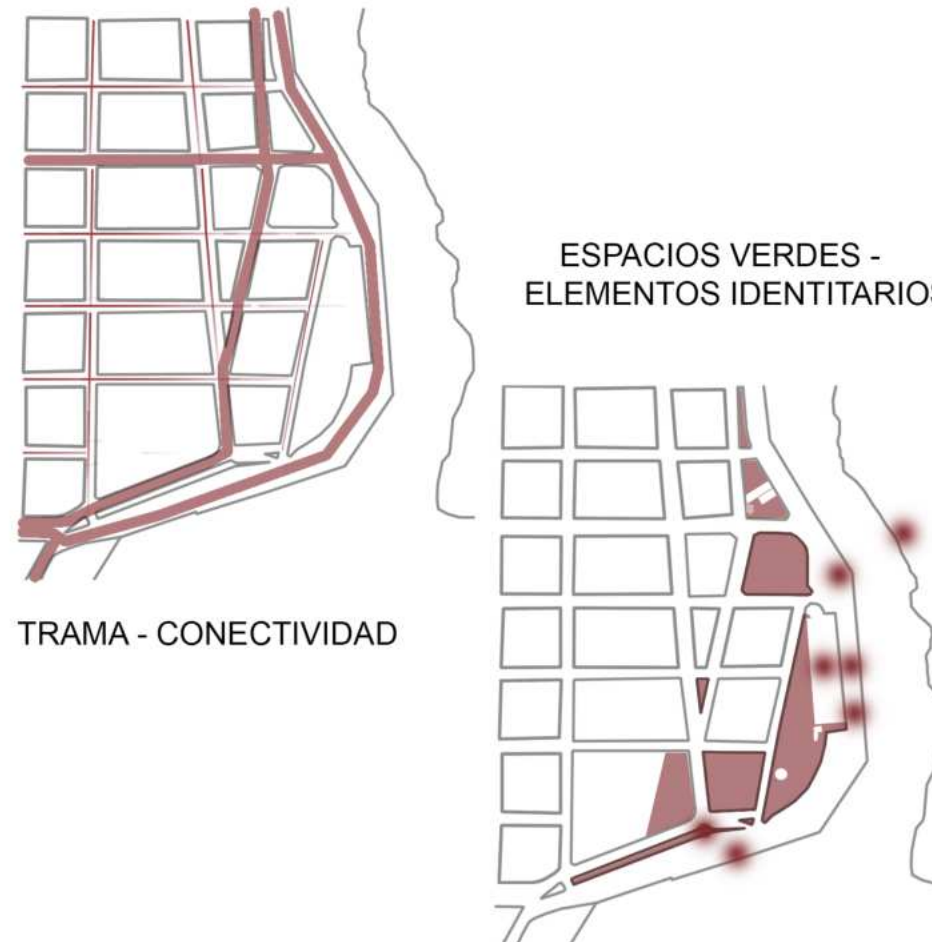 ESPACIOS VERDES -
ELEMENTOS IDENTITARIOS
TRAMA - CONECTIVIDAD